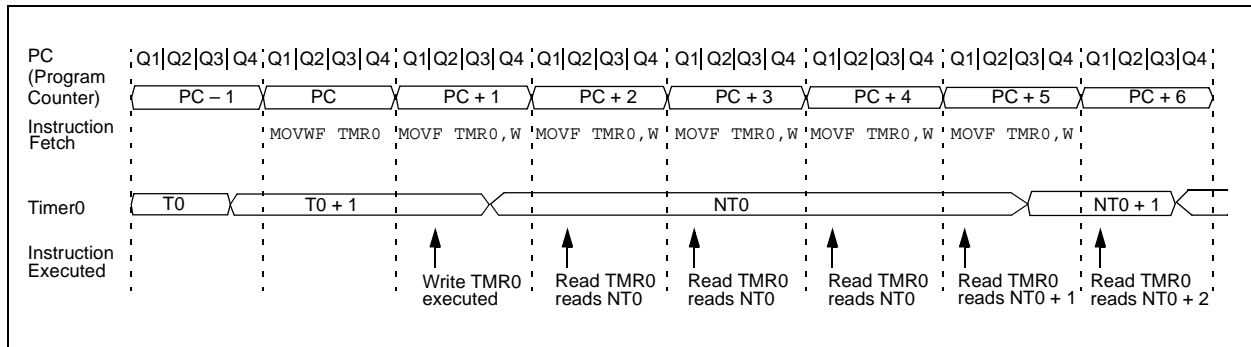 PC
(Program
Counter)
Q1 Q2 Q3 Q4 Q1 Q2 Q3 Q4 Q1 Q2 Q3 Q4 Q1 Q2 Q3 Q4 Q1 Q2 Q3 Q4 Q1 Q2 Q3 Q4 Q1 Q2 Q3 Q4 Q1 Q2 Q3 Q4
PC – 1 PC PC + 1 PC + 2 PC + 3 PC + 4 PC + 5 PC + 6
Instruction
Fetch
MOVWF TMR0 MOVF TMR0,W MOVF TMR0,W MOVF TMR0,W MOVF TMR0,W MOVF TMR0,W
Timer0
T0 T0 + 1 NT0 NT0 + 1
Instruction
Executed
Write TMR0
executed
Read TMR0
reads NT0
Read TMR0
reads NT0
Read TMR0
reads NT0
Read TMR0
reads NT0 + 1
Read TMR0
reads NT0 + 2